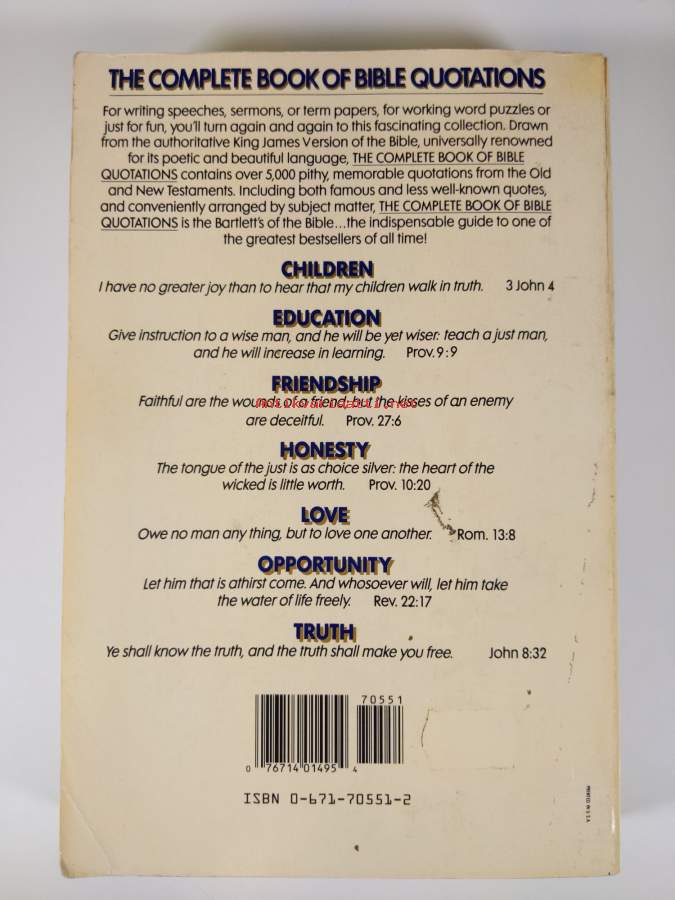 THE COMPLETE BOOK OF BIBLE QUOTATIONS
For writing speeches, sermons, or term papers, for working word puzzles or
just for fun, you'll turn again and again to this fascinating collection. Drawn
from the authoritative King James Version of the Bible, universally renowned
for its poetic and beautiful language, THE COMPLETE BOOK OF BIBLE
QUOTATIONS contains over 5,000 pithy, memorable quotations from the Old
and New Testaments. Including both famous and less well-known quotes,
and conveniently arranged by subject matter, THE COMPLETE BOOK OF BIBLE
QUOTATIONS is the Bartlett's of the Bible...the indispensable guide to one of
the greatest bestsellers of all time!
CHILDREN
I have no greater joy than to hear that my children walk in truth. 3 John 4
EDUCATION
Give instruction to a wise man, and he will be yet wiser: teach a just man,
and he will increase in learning. Prov. 9:9
FRIENDSHIP
Faithful are the wounds of a friend, but the kisses of an enemy
are deceitful. Prov. 27:6
HONESTY
The tongue of the just is as choice silver: the heart of the
wicked is little worth. Prov. 10:20
LOVE
Owe no man any thing, but to love one another. Rom. 13:8
OPPORTUNITY
Let him that is athirst come. And whosoever will, let him take
the water of life freely. Rev. 22:17
TRUTH
Ye shall know the truth, and the truth shall make you free. John 8:32
70551
0 76714 01495 4
ISBN 0-671-70551-2
PRINTED IN U.S.A.